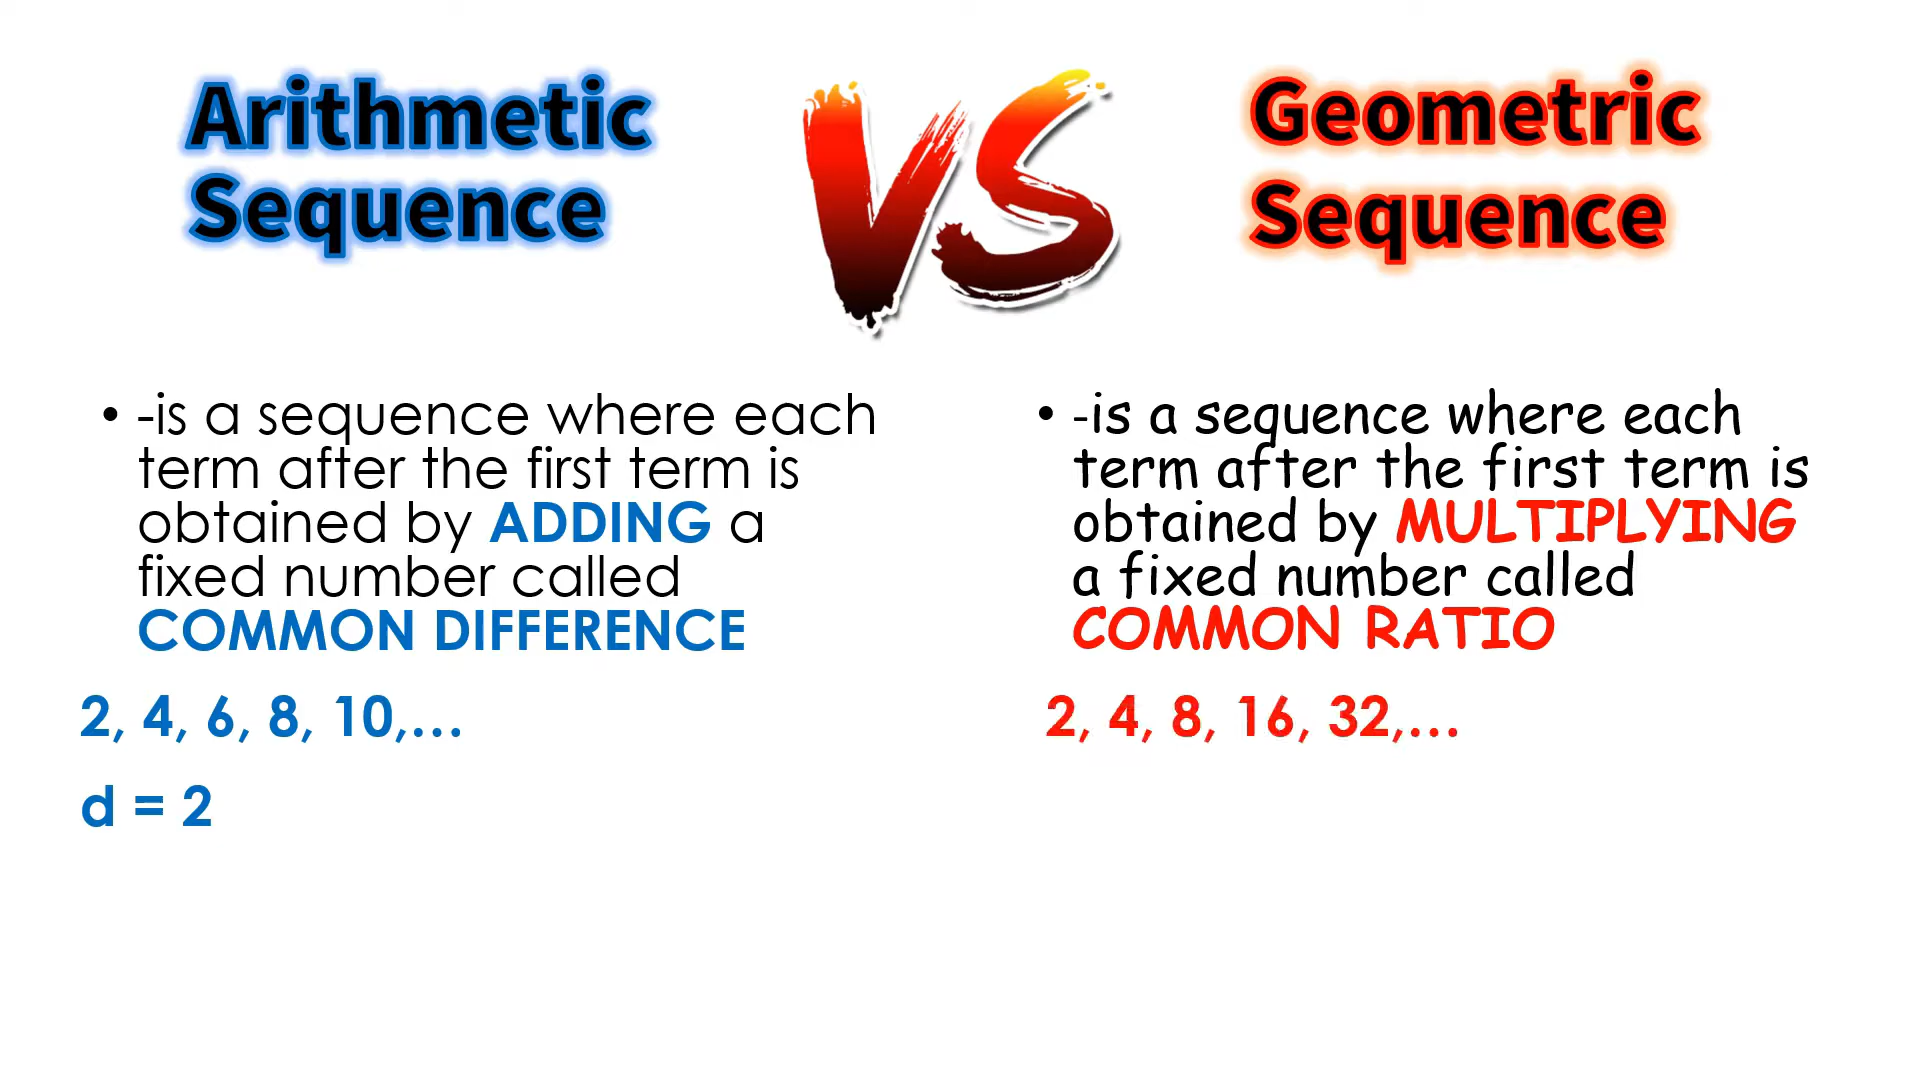 Arithmetic
Sequence
VS
Geometric
Sequence
• -is a sequence where each
term after the first term is
obtained by ADDING a
fixed number called
COMMON DIFFERENCE
2, 4, 6, 8, 10,...
d = 2
• -is a sequence where each
term after the first term is
obtained by MULTIPLYING
a fixed number called
COMMON RATIO
2, 4, 8, 16, 32,...